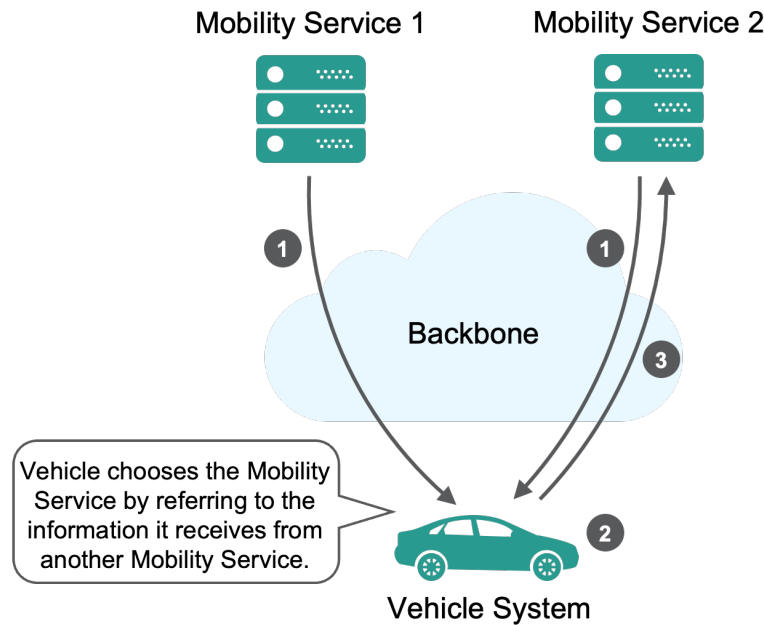 Mobility Service 1
Mobility Service 2
1
1
Backbone
3
Vehicle chooses the Mobility
Service by referring to the
information it receives from
another Mobility Service.
2
Vehicle System